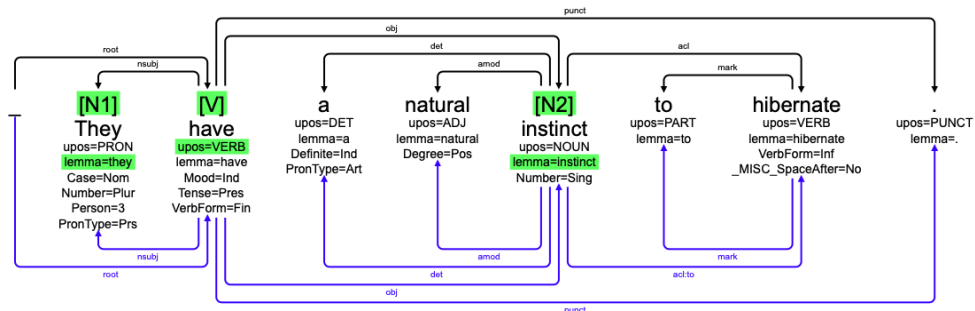 punct
obj
root det acl
nsubj amod mark
_ [N1] [V] a natural [N2] to hibernate .
They have upos=DET upos=ADJ instinct upos=PART upos=VERB upos=PUNCT
upos=PRON upos=VERB lemma=a lemma=natural upos=NOUN lemma=to lemma=hibernate lemma=.
lemma=they lemma=have Definite=Ind Degree=Pos lemma=instinct VerbForm=Inf
Case=Nom Mood=Ind PronType=Art Number=Sing _MISC_SpaceAfter=No
Number=Plur Tense=Pres
Person=3 VerbForm=Fin
PronType=Prs
nsubj amod mark
root det acl:to
obj
punct